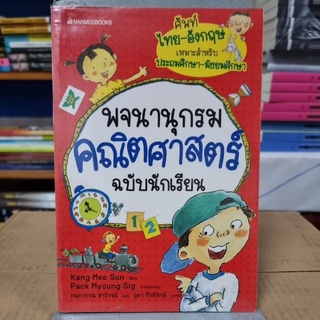 NANMEEBOOKS
ศัพท์
ไทย-อังกฤษ
เหมาะสำหรับ
ประถมศึกษา-มัธยมศึกษา
พจนานุกรม
คณิตศาสตร์
ฉบับนักเรียน
1 2
Kang Mee Sun
Pack Myoung Sig